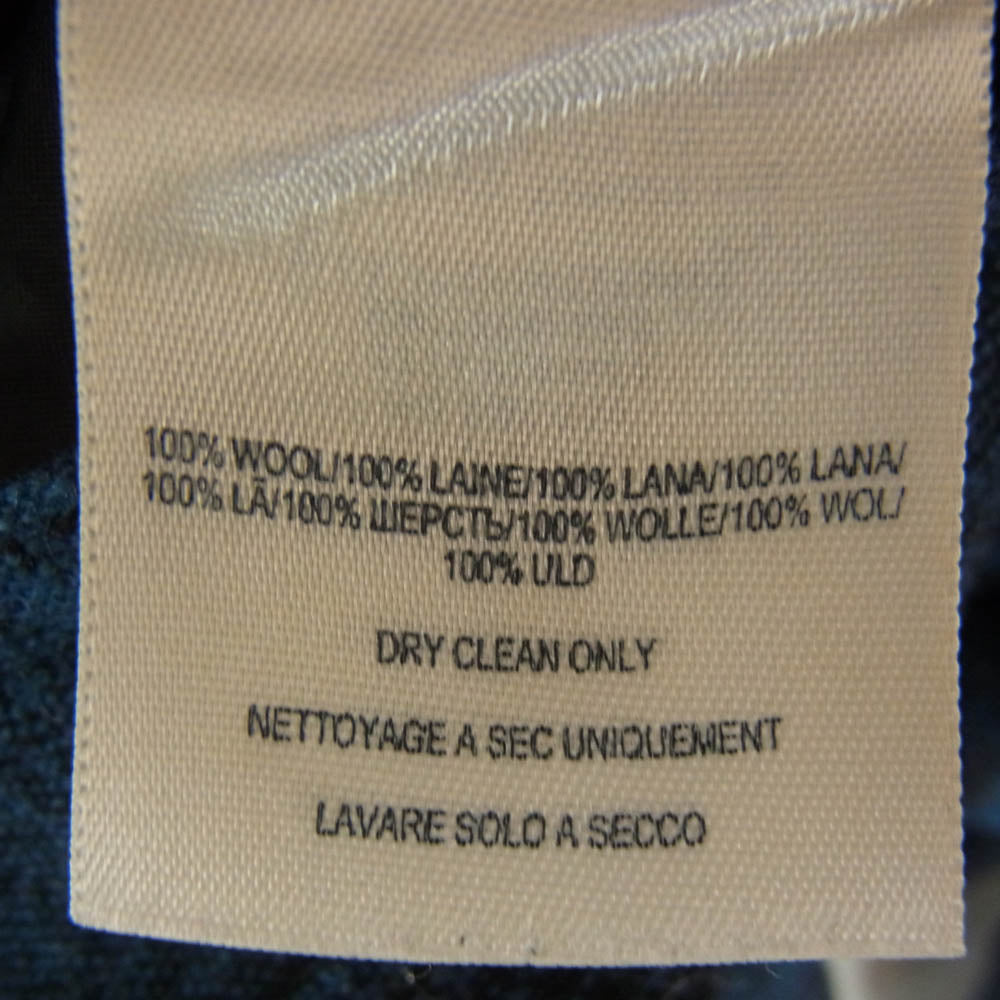 100% WOOL/100% LAINE/100% LANA/100% LANA/
100% LÃ/100% ШЕРСТЬ/100% WOLLE/100% WOL/
100% ULD
DRY CLEAN ONLY
NETTOYAGE A SEC UNIQUEMENT
LAVARE SOLO A SECCO